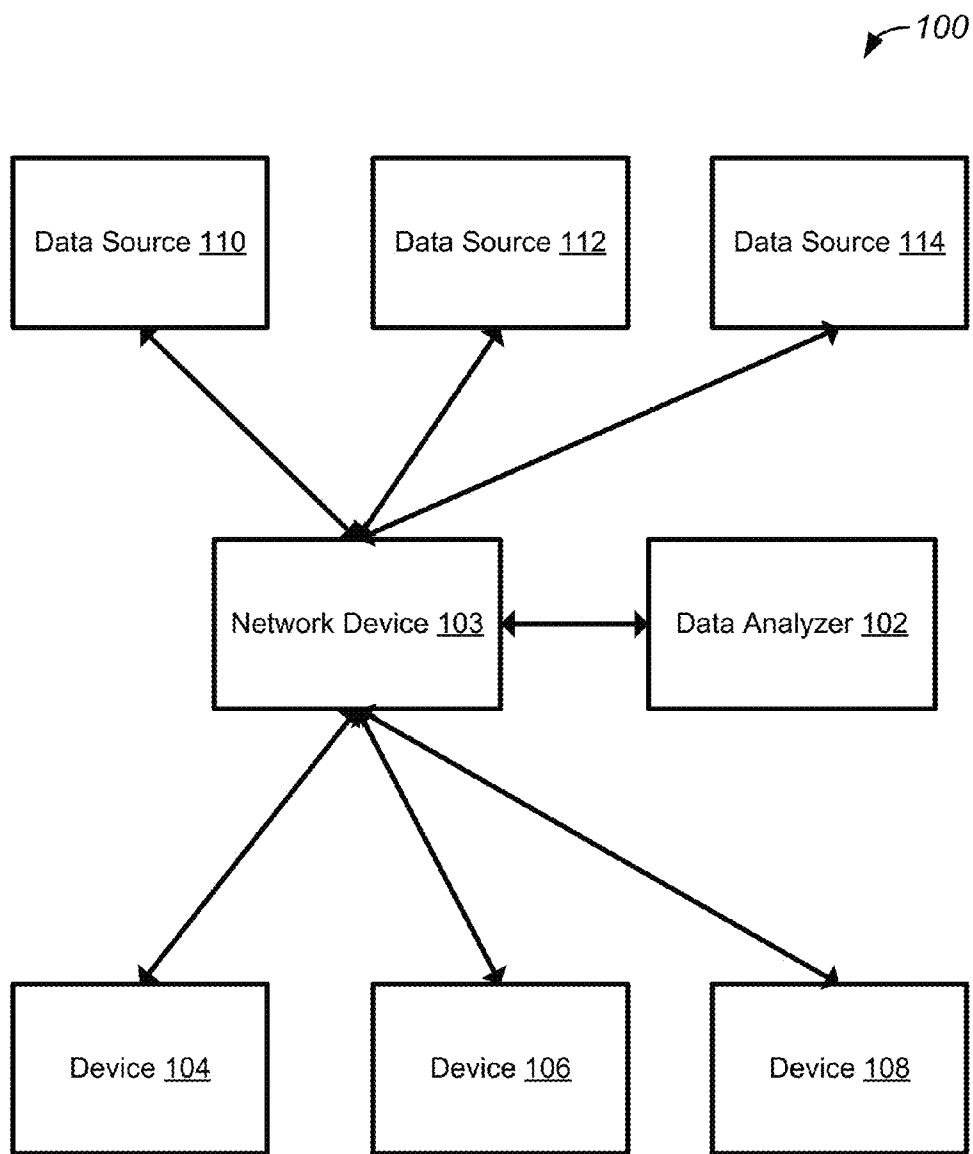 100
Data Source 110
Data Source 112
Data Source 114
Network Device 103
Data Analyzer 102
Device 104
Device 106
Device 108